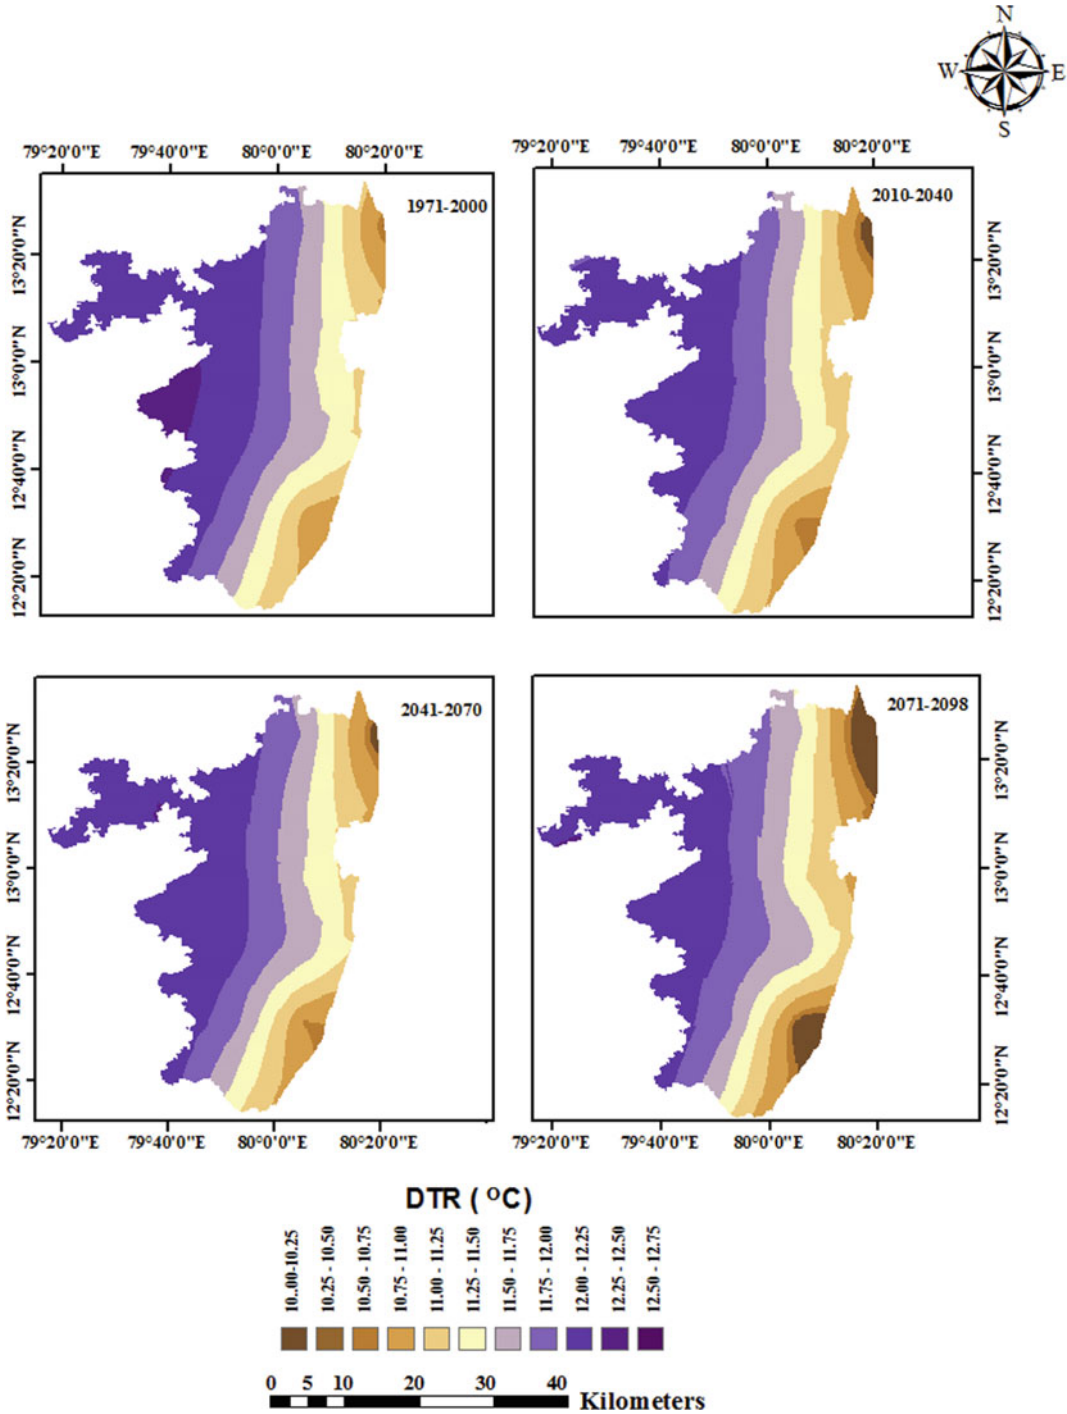 N
W E
S
79°20'0"E 79°40'0"E 80°0'0"E 80°20'0"E
79°20'0"E 79°40'0"E 80°0'0"E 80°20'0"E
1971-2000
2010-2040
13°20'0"N
13°0'0"N
12°40'0"N
12°20'0"N
13°20'0"N
13°0'0"N
12°40'0"N
12°20'0"N
2041-2070
2071-2098
13°20'0"N
13°0'0"N
12°40'0"N
12°20'0"N
13°20'0"N
13°0'0"N
12°40'0"N
12°20'0"N
79°20'0"E 79°40'0"E 80°0'0"E 80°20'0"E
79°20'0"E 79°40'0"E 80°0'0"E 80°20'0"E
DTR ( °C)
10..00-10.25
10.25 - 10.50
10.50 - 10.75
10.75 - 11.00
11.00 - 11.25
11.25 - 11.50
11.50 - 11.75
11.75 - 12.00
12.00 - 12.25
12.25 - 12.50
12.50 - 12.75
0 5 10 20 30 40
Kilometers